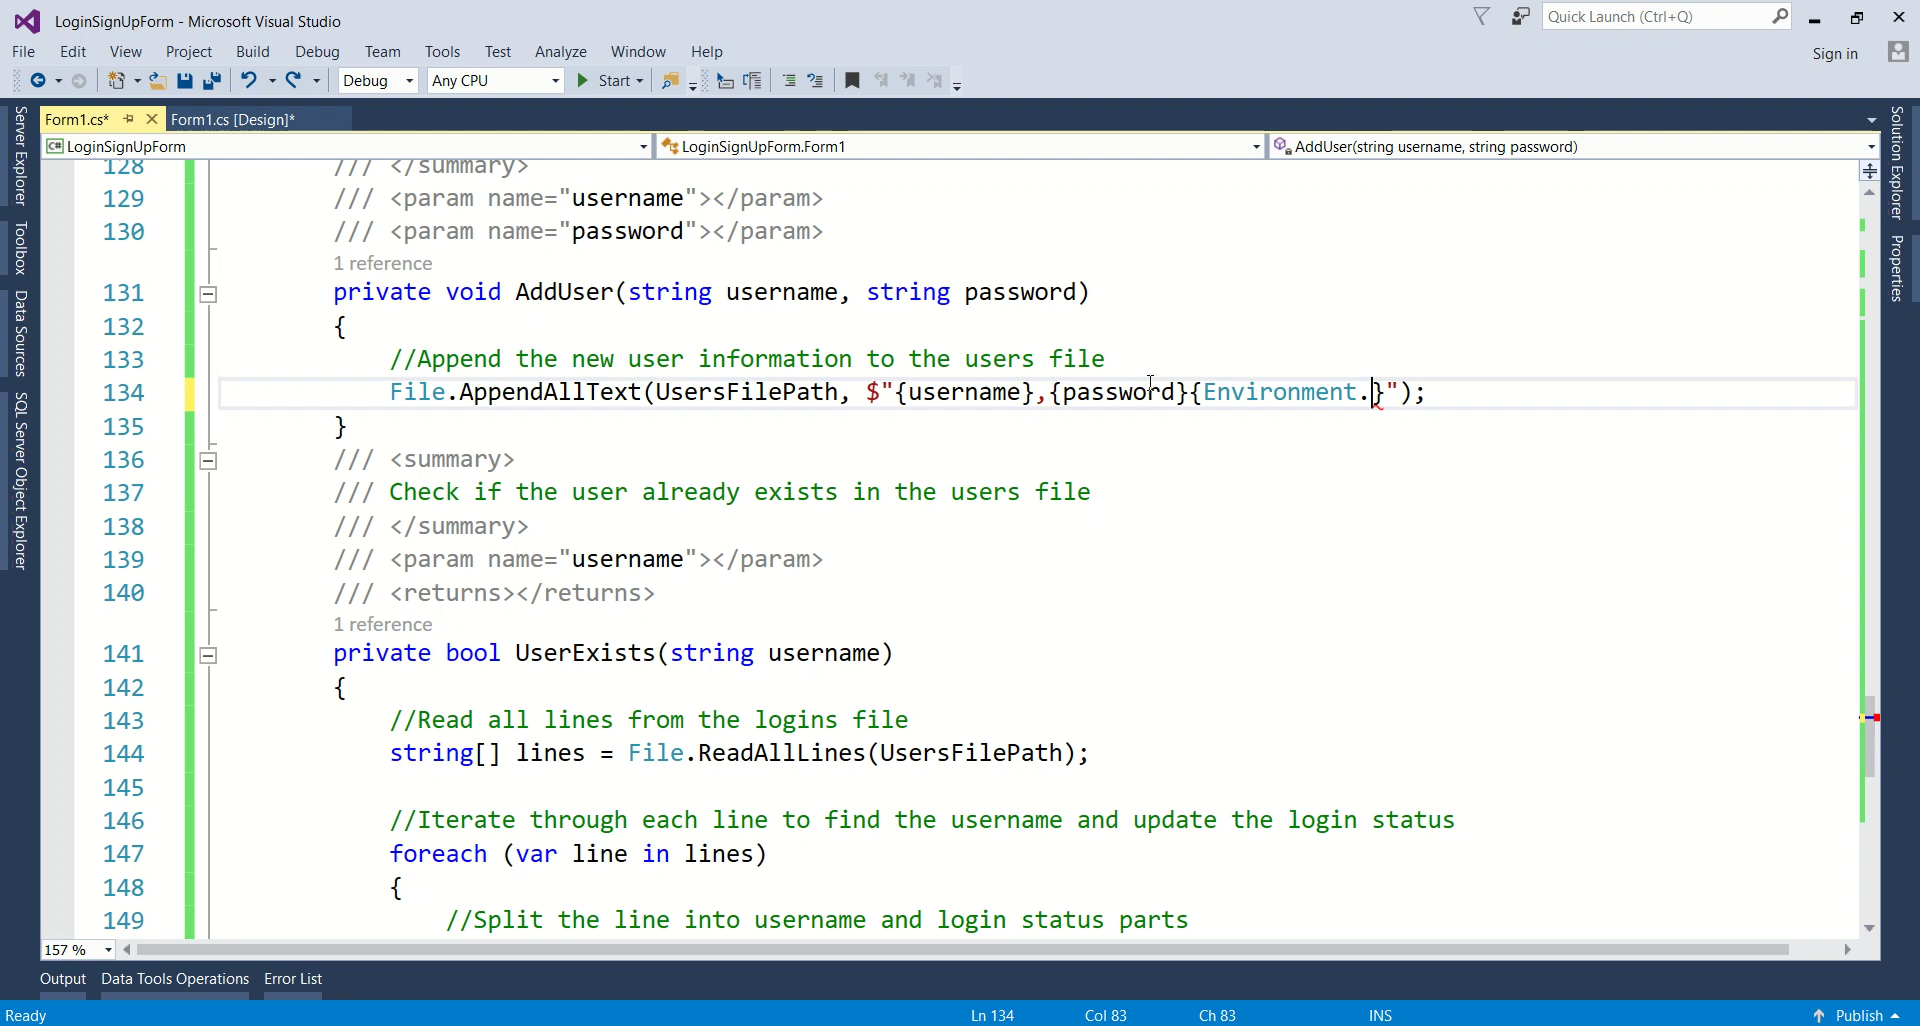 LoginSignUpForm - Microsoft Visual Studio
Quick Launch (Ctrl+Q)
File Edit View Project Build Debug Team Tools Test Analyze Window Help
Sign in
Debug Any CPU Start
Form1.cs* Form1.cs [Design]*
LoginSignUpForm LoginSignUpForm.Form1 AddUser(string username, string password)
Server Explorer
Toolbox
Data Sources
SQL Server Object Explorer
Solution Explorer
Properties
128 /// </summary>
129 /// <param name="username"></param>
130 /// <param name="password"></param>
1 reference
131 private void AddUser(string username, string password)
132 {
133 //Append the new user information to the users file
134 File.AppendAllText(UsersFilePath, $"{username},{password}{Environment.}");
135 }
136 /// <summary>
137 /// Check if the user already exists in the users file
138 /// </summary>
139 /// <param name="username"></param>
140 /// <returns></returns>
1 reference
141 private bool UserExists(string username)
142 {
143 //Read all lines from the logins file
144 string[] lines = File.ReadAllLines(UsersFilePath);
145
146 //Iterate through each line to find the username and update the login status
147 foreach (var line in lines)
148 {
149 //Split the line into username and login status parts
157 %
Output Data Tools Operations Error List
Ready Ln 134 Col 83 Ch 83 INS Publish